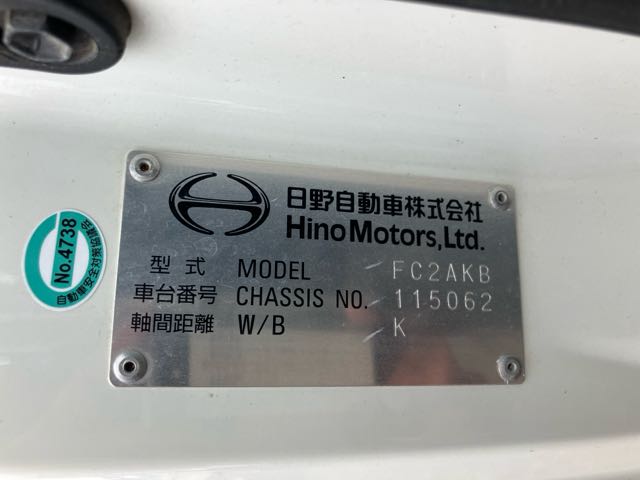 日野自動車株式会社
Hino Motors, Ltd.
型式 MODEL FC2AKB
車台番号 CHASSIS NO. 115062
軸間距離 W/B K
No.4738